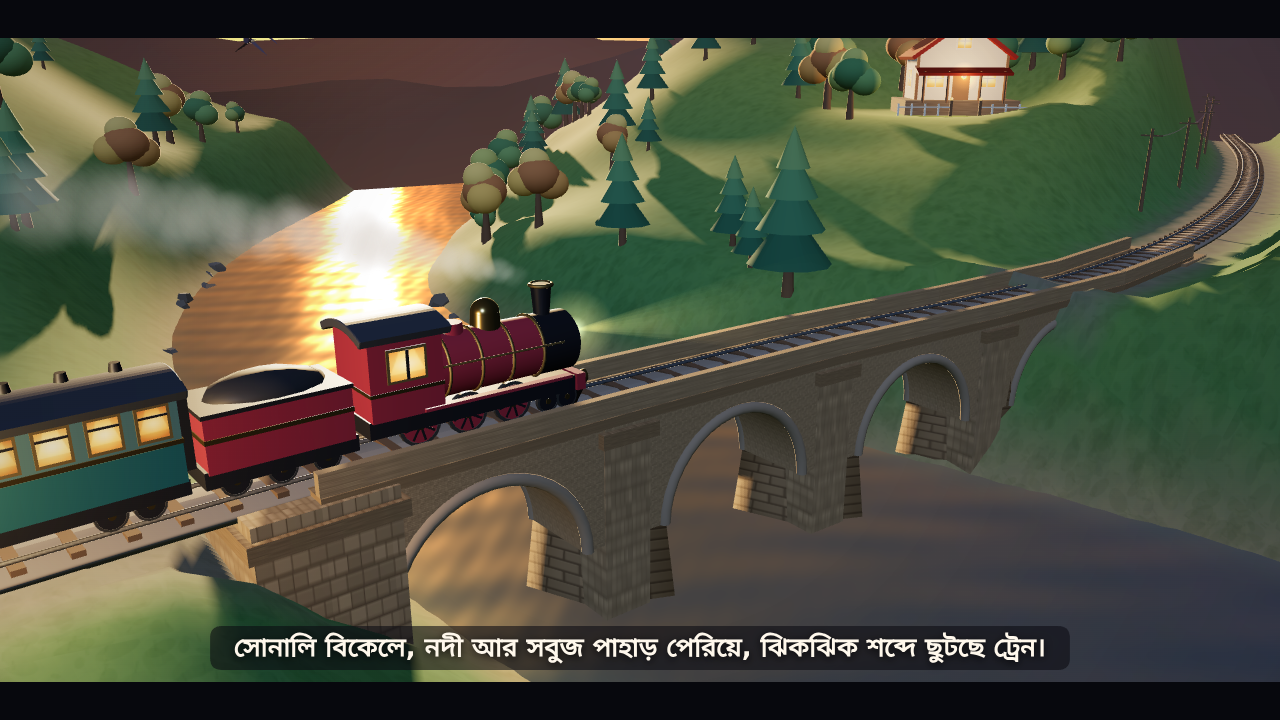 সোনালি বিকেলে, নদী আর সবুজ পাহাড় পেরিয়ে, ঝিকঝিক শব্দে ছুটছে ট্রেন।